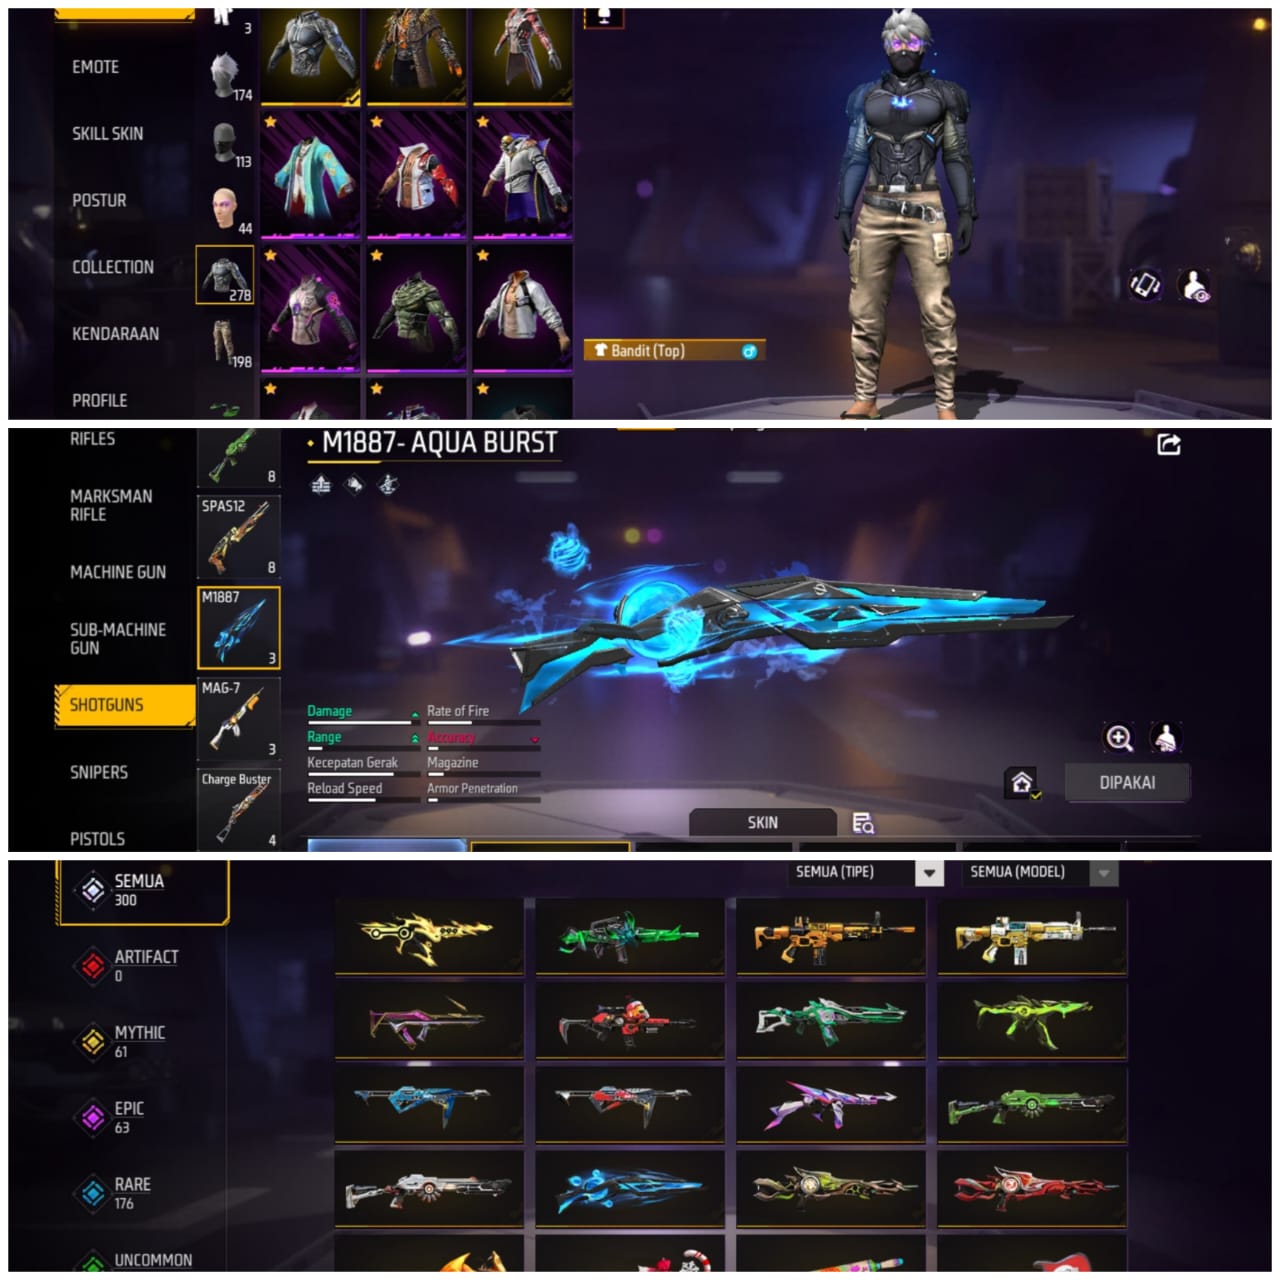 3
EMOTE
174
SKILL SKIN
113
POSTUR
44
COLLECTION
278
KENDARAAN
198
PROFILE
Bandit (Top)
RIFLES
8
MARKSMAN
RIFLE
SPAS12
8
MACHINE GUN
M1887
3
SUB-MACHINE
GUN
SHOTGUNS
MAG-7
3
SNIPERS
Charge Buster
4
PISTOLS
M1887- AQUA BURST
Damage
Rate of Fire
Range
Accuracy
Kecepatan Gerak
Magazine
Reload Speed
Armor Penetration
DIPAKAI
SKIN
SEMUA
300
ARTIFACT
0
MYTHIC
61
EPIC
63
RARE
176
UNCOMMON
SEMUA (TIPE)
SEMUA (MODEL)